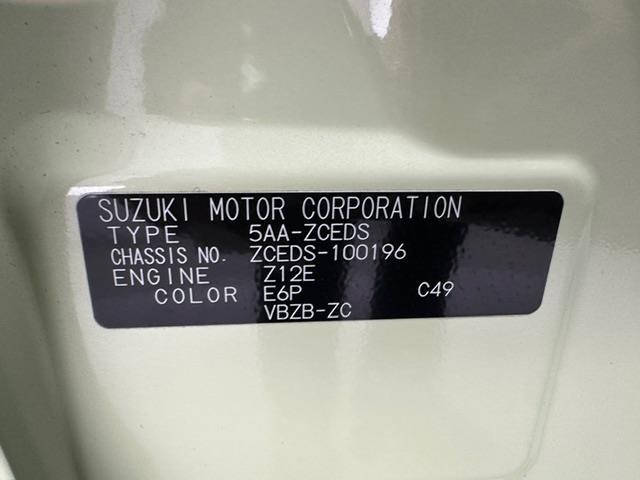 SUZUKI MOTOR CORPORATION
TYPE 5AA-ZCEDS
CHASSIS NO. ZCEDS-100196
ENGINE Z12E
COLOR E6P C49
VBZB-ZC